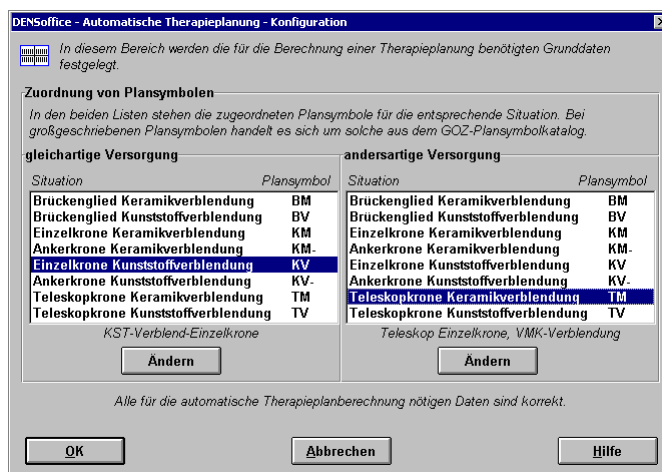 DENSoffice - Automatische Therapieplanung - Konfiguration
In diesem Bereich werden die für die Berechnung einer Therapieplanung benötigten Grunddaten
festgelegt.
Zuordnung von Plansymbolen
In den beiden Listen stehen die zugeordneten Plansymbole für die entsprechende Situation. Bei
großgeschriebenen Plansymbolen handelt es sich um solche aus dem GOZ-Plansymbolkatalog.
gleichartige Versorgung
Situation Plansymbol
Brückenglied Keramikverblendung BM
Brückenglied Kunststoffverblendung BV
Einzelkrone Keramikverblendung KM
Ankerkrone Keramikverblendung KM-
Einzelkrone Kunststoffverblendung KV
Ankerkrone Kunststoffverblendung KV-
Teleskopkrone Keramikverblendung TM
Teleskopkrone Kunststoffverblendung TV
KST-Verblend-Einzelkrone
Ändern
andersartige Versorgung
Situation Plansymbol
Brückenglied Keramikverblendung BM
Brückenglied Kunststoffverblendung BV
Einzelkrone Keramikverblendung KM
Ankerkrone Keramikverblendung KM-
Einzelkrone Kunststoffverblendung KV
Ankerkrone Kunststoffverblendung KV-
Teleskopkrone Keramikverblendung TM
Teleskopkrone Kunststoffverblendung TV
Teleskop Einzelkrone, VMK-Verblendung
Ändern
Alle für die automatische Therapieplanberechnung nötigen Daten sind korrekt.
OK Abbrechen Hilfe